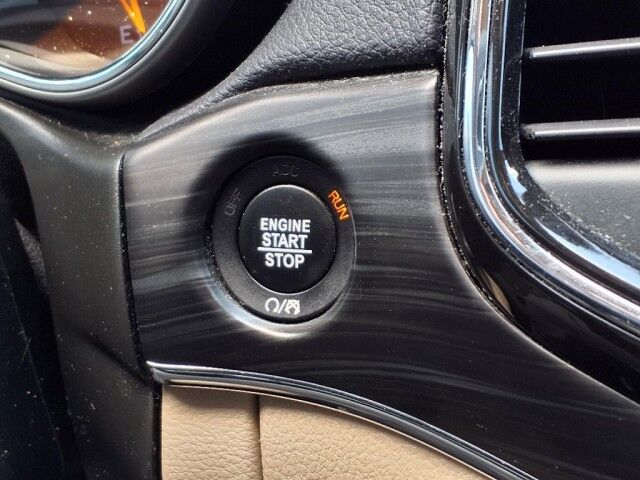 E
OFF
ACC
RUN
ENGINE
START
STOP